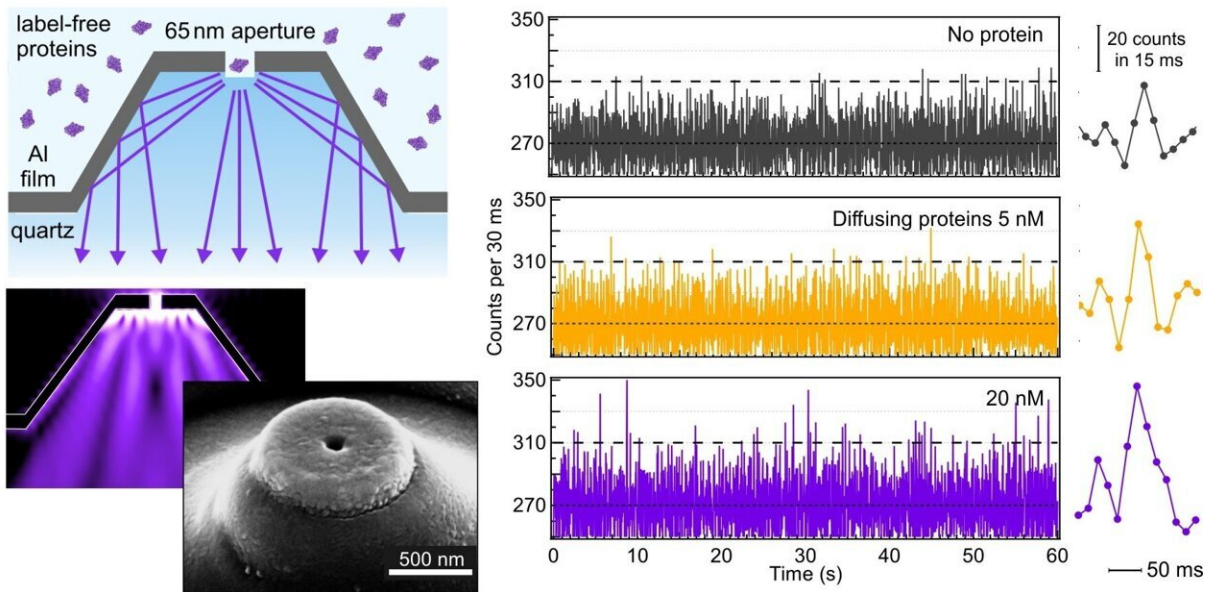 label-free
proteins
65 nm aperture
Al
film
quartz
500 nm
Counts per 30 ms
350
310
270
No protein
350
310
270
Diffusing proteins 5 nM
350
310
270
20 nM
0
10
20
30
40
50
60
Time (s)
20 counts
in 15 ms
50 ms